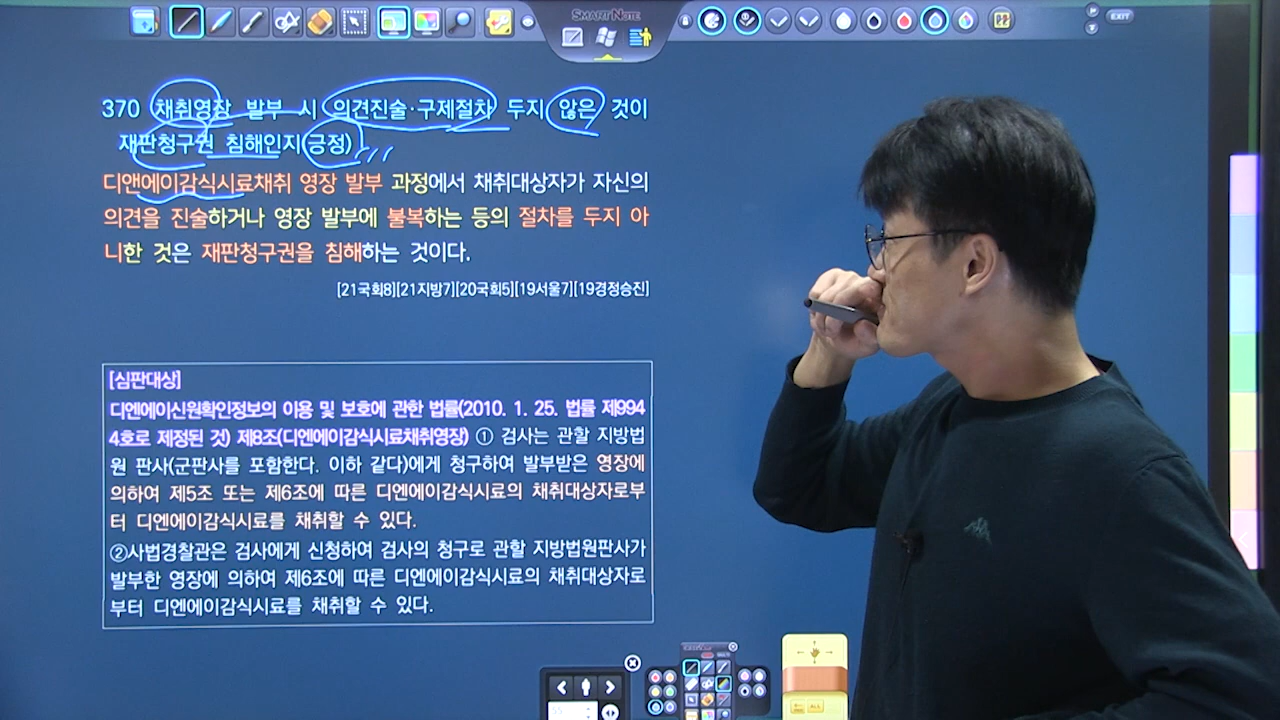 SMART NOTE
EXIT
370 채취영장 발부 시 의견진술·구제절차 두지 않은 것이
재판청구권 침해인지(긍정)
디앤에이감식시료채취 영장 발부 과정에서 채취대상자가 자신의
의견을 진술하거나 영장 발부에 불복하는 등의 절차를 두지 아
니한 것은 재판청구권을 침해하는 것이다.
[21국회8][21지방7][20국회5][19서울7][19경정승진]
[심판대상]
디엔에이신원확인정보의 이용 및 보호에 관한 법률(2010. 1. 25. 법률 제994
4호로 제정된 것) 제8조(디엔에이감식시료채취영장) ① 검사는 관할 지방법
원 판사(군판사를 포함한다. 이하 같다)에게 청구하여 발부받은 영장에
의하여 제5조 또는 제6조에 따른 디엔에이감식시료의 채취대상자로부
터 디엔에이감식시료를 채취할 수 있다.
②사법경찰관은 검사에게 신청하여 검사의 청구로 관할 지방법원판사가
발부한 영장에 의하여 제6조에 따른 디엔에이감식시료의 채취대상자로
부터 디엔에이감식시료를 채취할 수 있다.
ALL